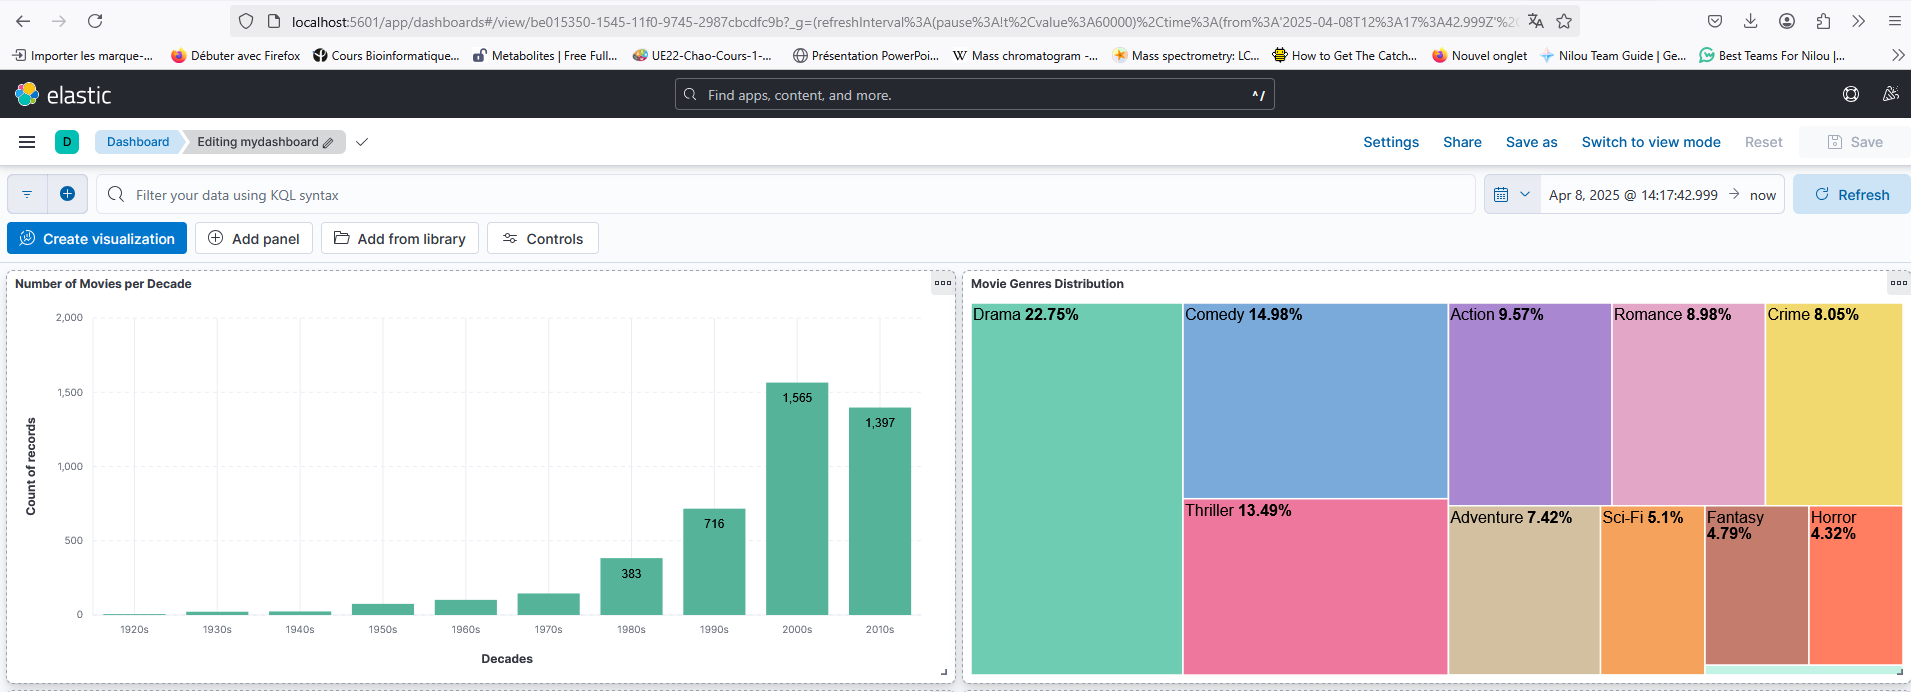 localhost:5601/app/dashboards#/view/be015350-1545-11f0-9745-2987cbcdfc9b?_g=(refreshInterval%3A(pause%3A!t%2Cvalue%3A60000)%2Ctime%3A(from%3A'2025-04-08T12%3A17%3A42.999Z'%2C
Importer les marque-... Débuter avec Firefox Cours Bioinformatique... Metabolites | Free Full... UE22-Chao-Cours-1-... Présentation PowerPoi... Mass chromatogram -... Mass spectrometry: LC... How to Get The Catch... Nouvel onglet Nilou Team Guide | Ge... Best Teams For Nilou |...
elastic
Find apps, content, and more.
^/
D Dashboard Editing mydashboard
Settings Share Save as Switch to view mode Reset Save
Filter your data using KQL syntax
Apr 8, 2025 @ 14:17:42.999 → now
Refresh
Create visualization Add panel Add from library Controls
Number of Movies per Decade
2,000
1,500
1,000
500
0
Count of records
383
716
1,565
1,397
1920s 1930s 1940s 1950s 1960s 1970s 1980s 1990s 2000s 2010s
Decades
Movie Genres Distribution
Drama 22.75%
Comedy 14.98%
Action 9.57%
Romance 8.98%
Crime 8.05%
Thriller 13.49%
Adventure 7.42%
Sci-Fi 5.1%
Fantasy
4.79%
Horror
4.32%